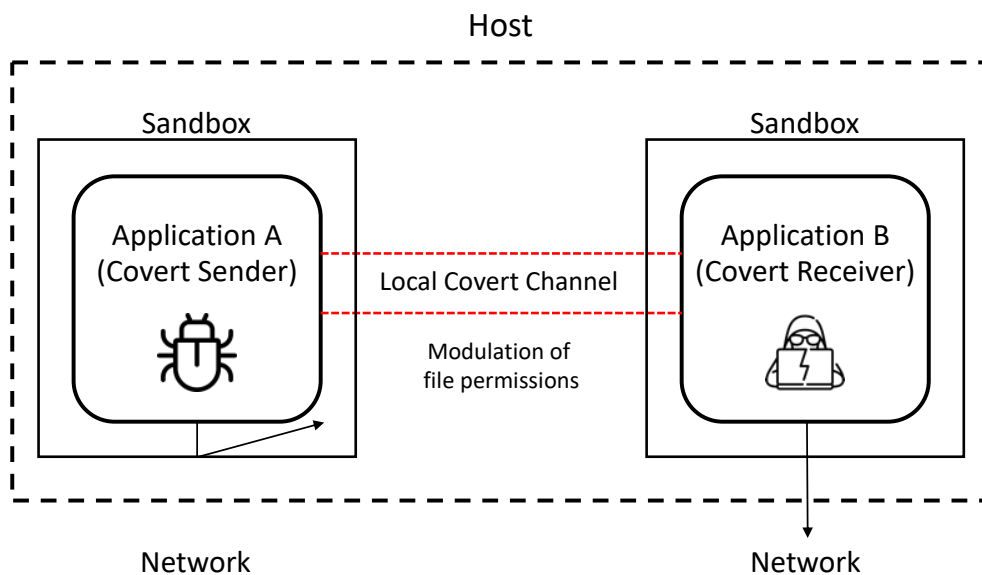 Host
Sandbox
Sandbox
Application A
(Covert Sender)
Local Covert Channel
Modulation of
file permissions
Application B
(Covert Receiver)
Network
Network